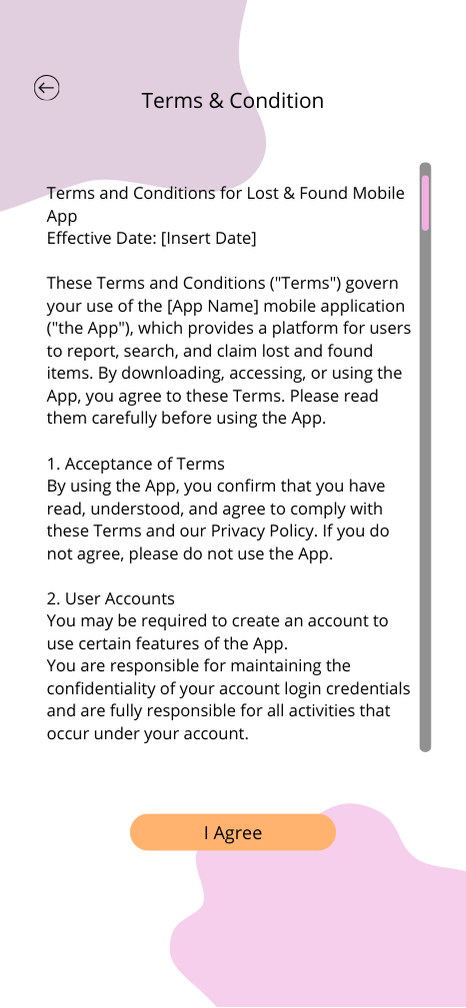 Terms & Condition
Terms and Conditions for Lost & Found Mobile
App
Effective Date: [Insert Date]
These Terms and Conditions ("Terms") govern
your use of the [App Name] mobile application
("the App"), which provides a platform for users
to report, search, and claim lost and found
items. By downloading, accessing, or using the
App, you agree to these Terms. Please read
them carefully before using the App.
1. Acceptance of Terms
By using the App, you confirm that you have
read, understood, and agree to comply with
these Terms and our Privacy Policy. If you do
not agree, please do not use the App.
2. User Accounts
You may be required to create an account to
use certain features of the App.
You are responsible for maintaining the
confidentiality of your account login credentials
and are fully responsible for all activities that
occur under your account.
I Agree